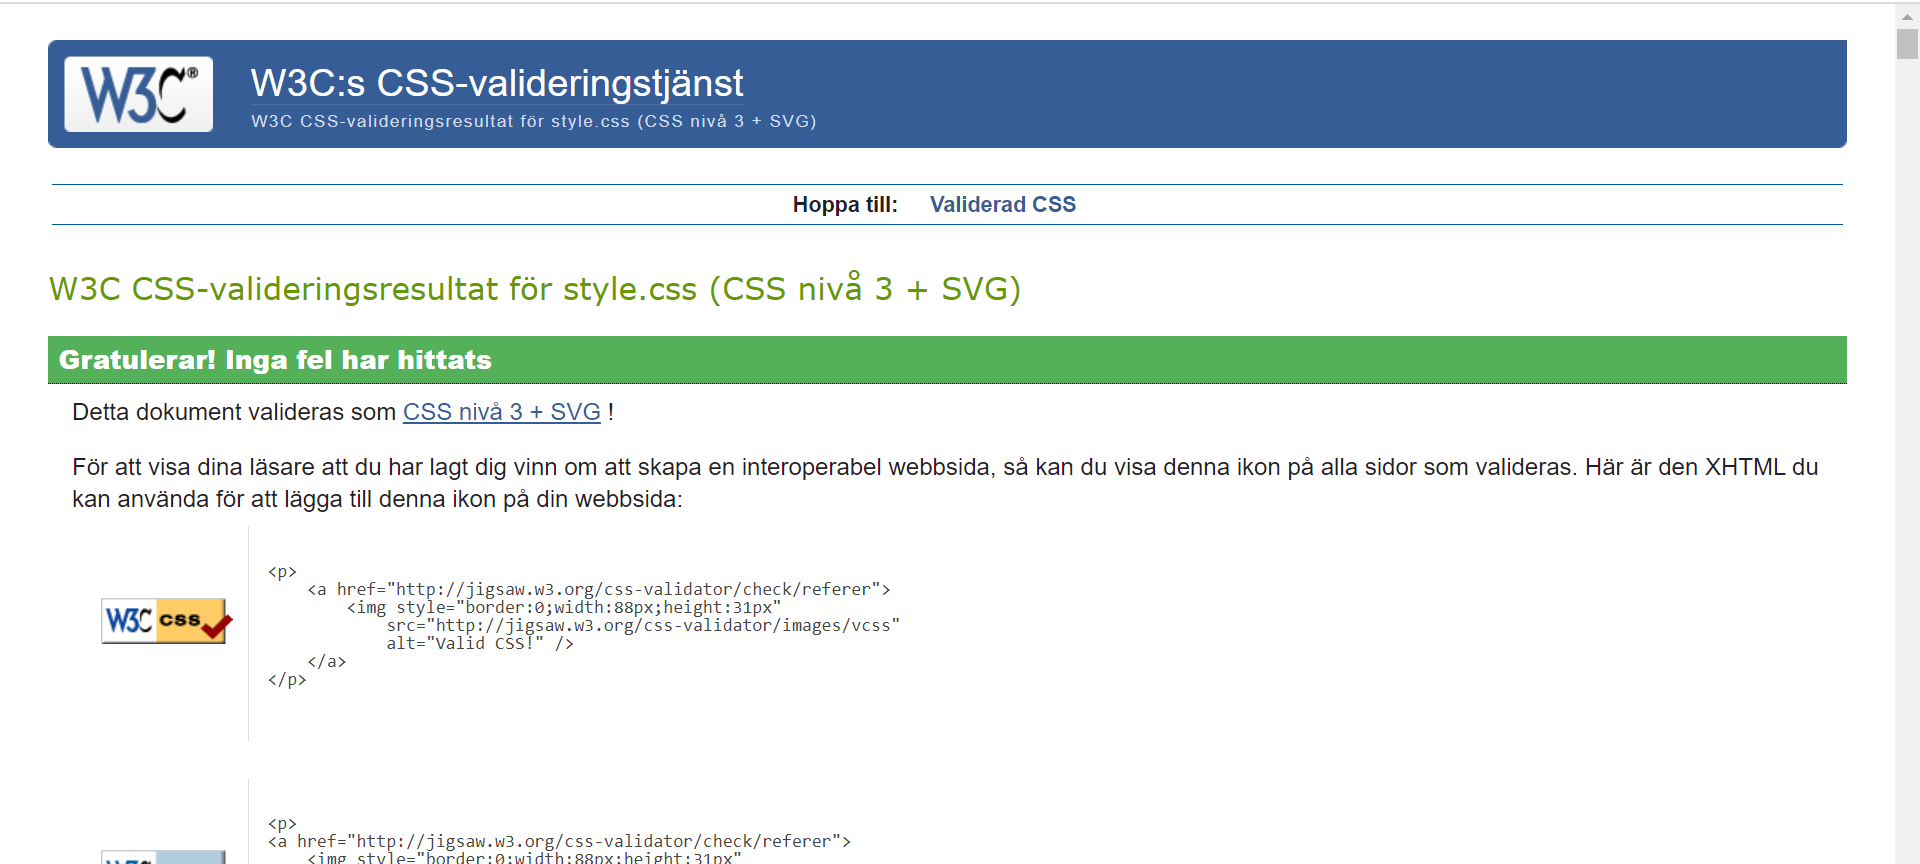 W3C®
W3C:s CSS-valideringstjänst
W3C CSS-valideringsresultat för style.css (CSS nivå 3 + SVG)
Hoppa till: Validerad CSS
W3C CSS-valideringsresultat för style.css (CSS nivå 3 + SVG)
Gratulerar! Inga fel har hittats
Detta dokument valideras som CSS nivå 3 + SVG !
För att visa dina läsare att du har lagt dig vinn om att skapa en interoperabel webbsida, så kan du visa denna ikon på alla sidor som valideras. Här är den XHTML du
kan använda för att lägga till denna ikon på din webbsida:
W3C css
<p>
    <a href="http://jigsaw.w3.org/css-validator/check/referer">
        <img style="border:0;width:88px;height:31px"
            src="http://jigsaw.w3.org/css-validator/images/vcss"
            alt="Valid CSS!" />
    </a>
</p>
<p>
<a href="http://jigsaw.w3.org/css-validator/check/referer">
    <img style="border:0;width:88px;height:31px"